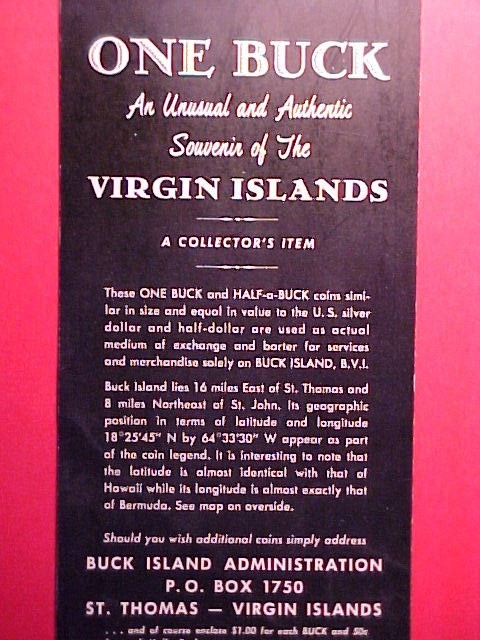 ONE BUCK
An Unusual and Authentic
Souvenir of The
VIRGIN ISLANDS
A COLLECTOR'S ITEM
These ONE BUCK and HALF-a-BUCK coins simi-
lar in size and equal in value to the U.S. silver
dollar and half-dollar are used as actual
medium of exchange and barter for services
and merchandise solely on BUCK ISLAND, B.V.I.
Buck Island lies 16 miles East of St. Thomas and
8 miles Northeast of St. John. Its geographic
position in terms of latitude and longitude
18°25'45" N by 64°33'30" W appear as part
of the coin legend. It is interesting to note that
the latitude is almost identical with that of
Hawaii while its longitude is almost exactly that
of Bermuda. See map on overside.
Should you wish additional coins simply address
BUCK ISLAND ADMINISTRATION
P.O. BOX 1750
ST. THOMAS — VIRGIN ISLANDS
... and of course enclose $1.00 for each BUCK and 50c